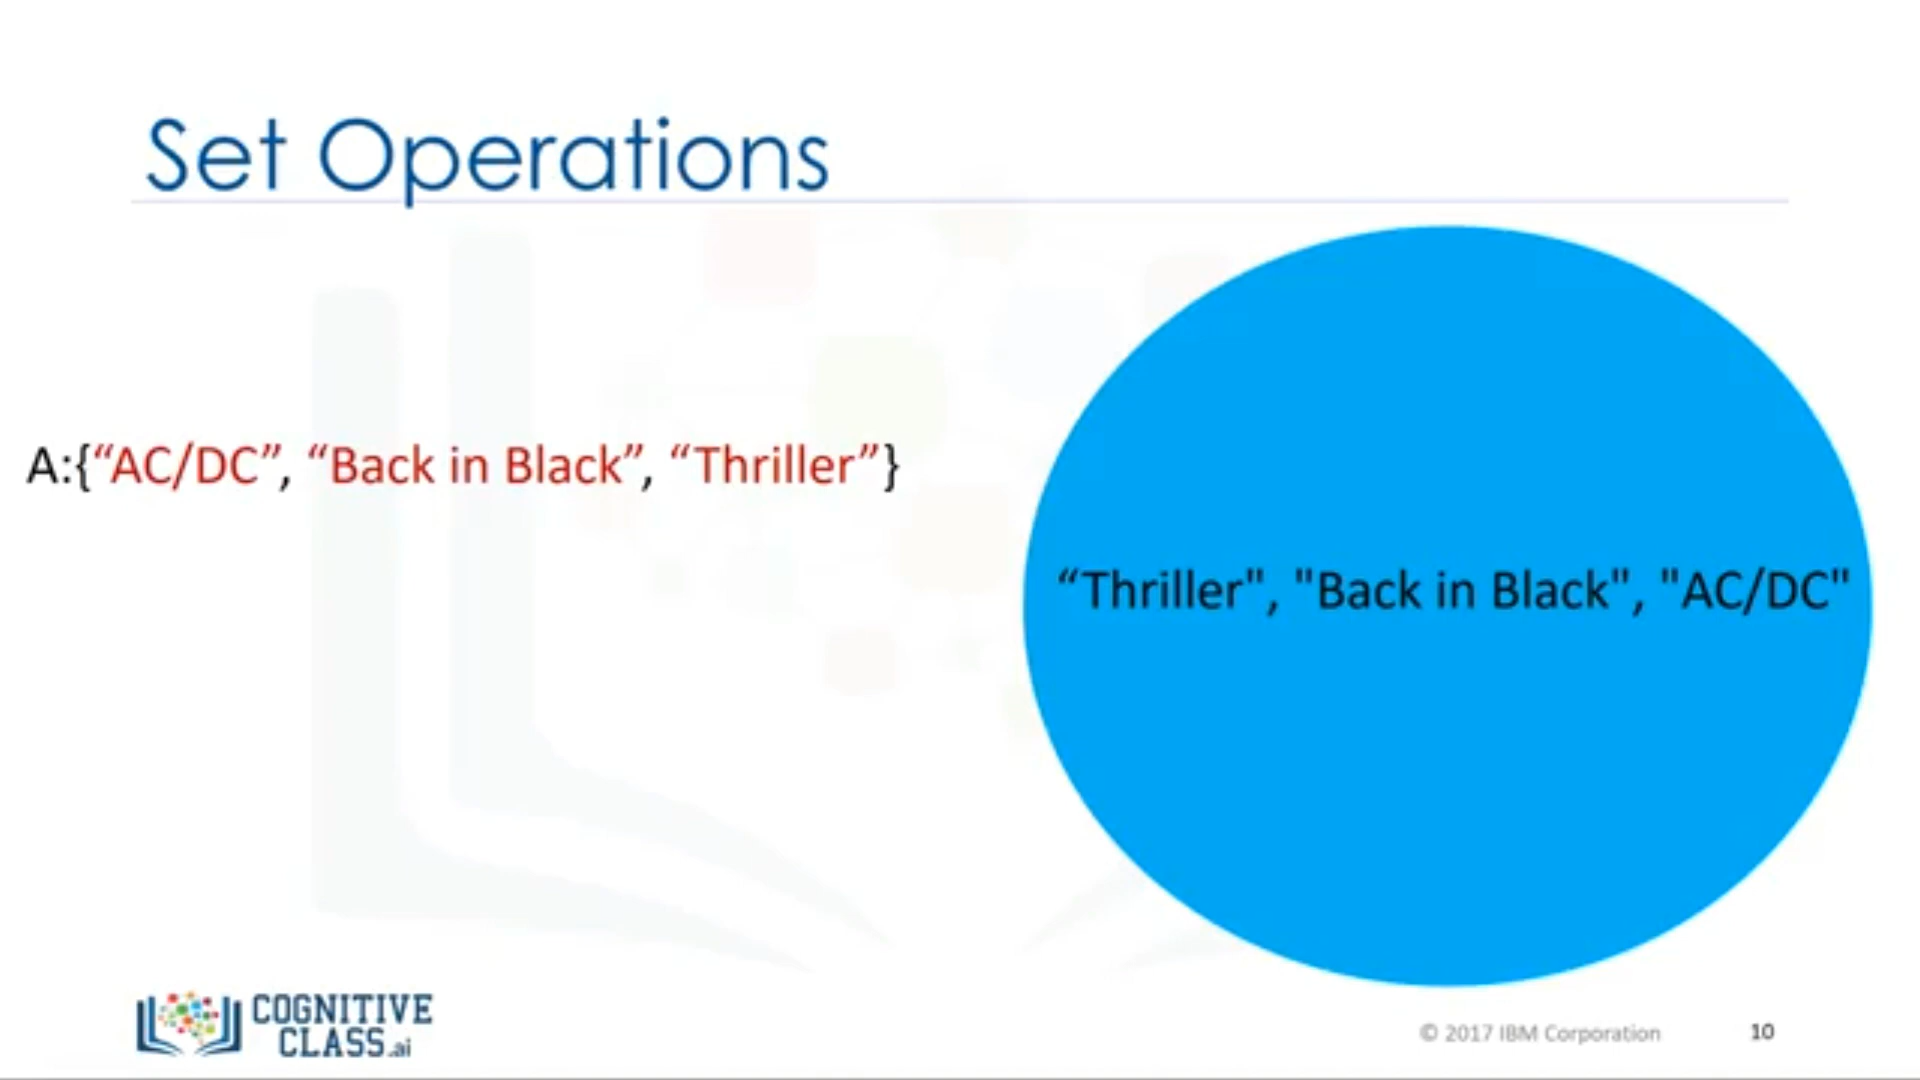 Set Operations
A:{“AC/DC”, “Back in Black”, “Thriller”}
“Thriller", "Back in Black", "AC/DC"
COGNITIVE
CLASS.ai
© 2017 IBM Corporation
10